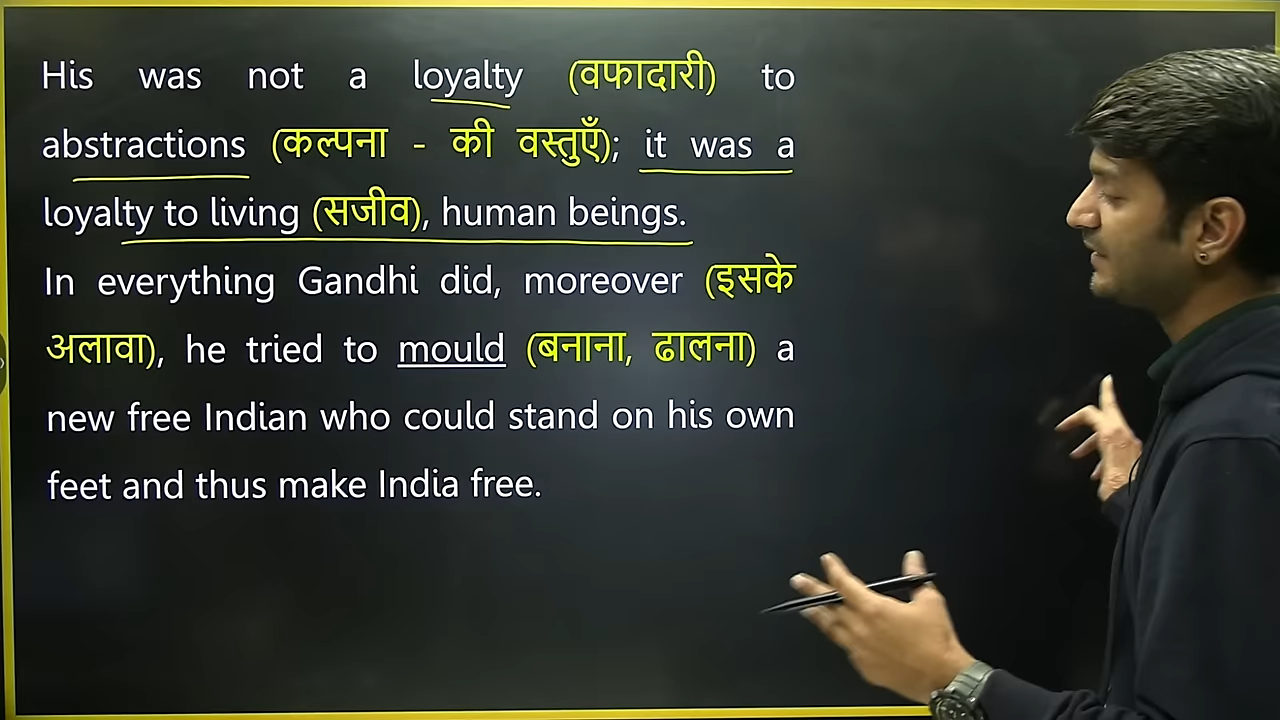 His was not a loyalty (वफादारी) to
abstractions (कल्पना - की वस्तुएँ); it was a
loyalty to living (सजीव), human beings.
In everything Gandhi did, moreover (इसके
अलावा), he tried to mould (बनाना, ढालना) a
new free Indian who could stand on his own
feet and thus make India free.